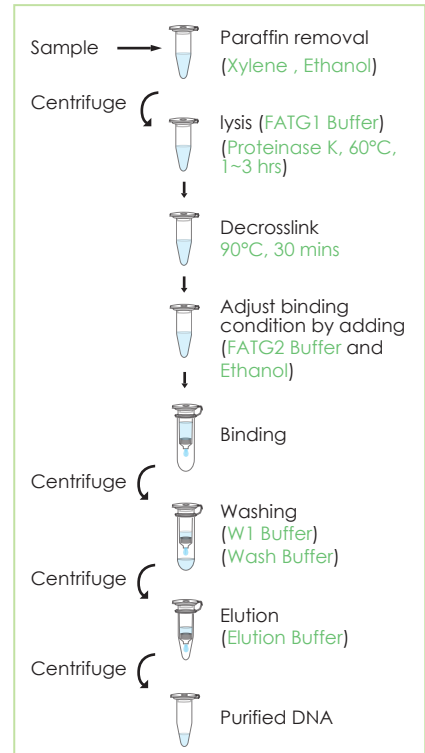 Sample
Paraffin removal
(Xylene , Ethanol)
Centrifuge
lysis (FATG1 Buffer)
(Proteinase K, 60°C,
1~3 hrs)
Decrosslink
90°C, 30 mins
Adjust binding
condition by adding
(FATG2 Buffer and
Ethanol)
Binding
Centrifuge
Washing
(W1 Buffer)
(Wash Buffer)
Centrifuge
Elution
(Elution Buffer)
Centrifuge
Purified DNA